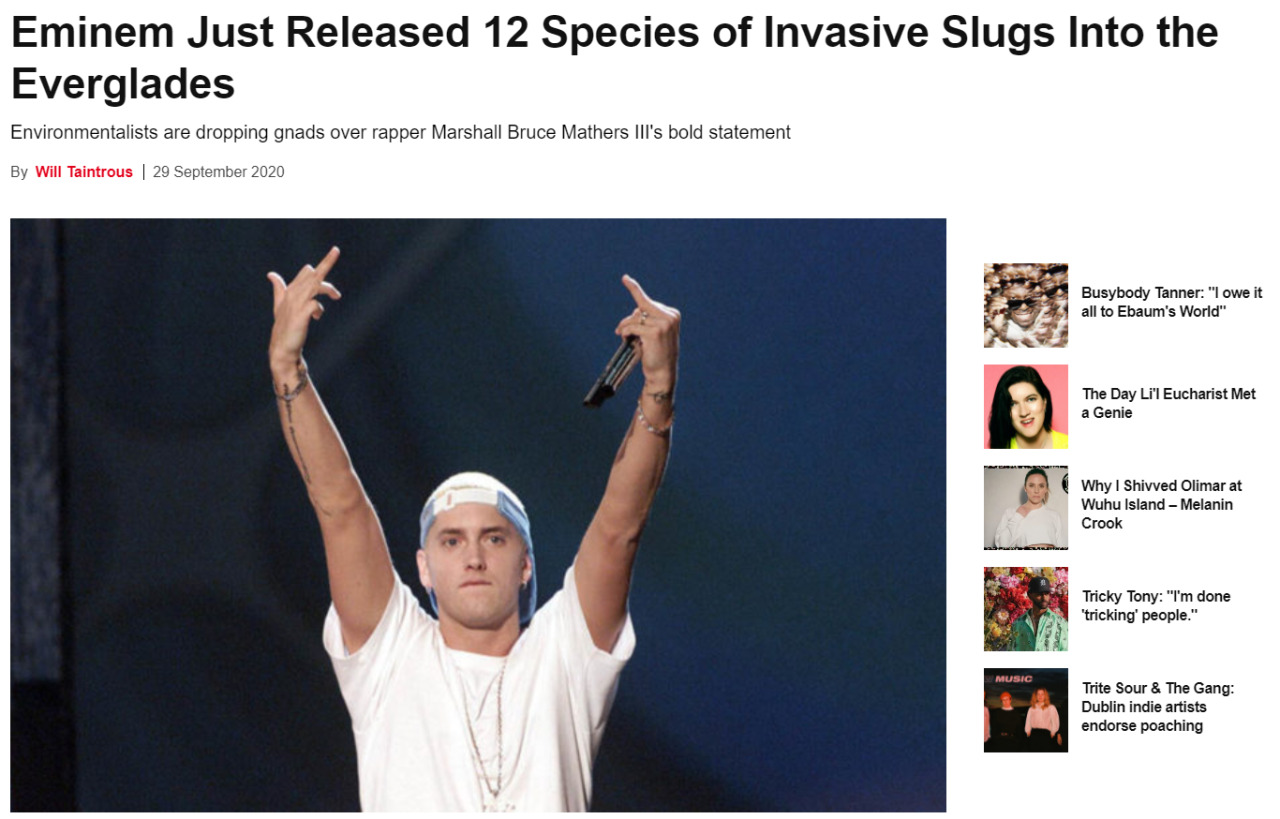 Eminem Just Released 12 Species of Invasive Slugs Into the
Everglades
Environmentalists are dropping gnads over rapper Marshall Bruce Mathers III's bold statement
By Will Taintrous | 29 September 2020
Busybody Tanner: "I owe it
all to Ebaum's World"
The Day Li'l Eucharist Met
a Genie
Why I Shivved Olimar at
Wuhu Island – Melanin
Crook
Tricky Tony: "I'm done
'tricking' people."
MUSIC
Trite Sour & The Gang:
Dublin indie artists
endorse poaching